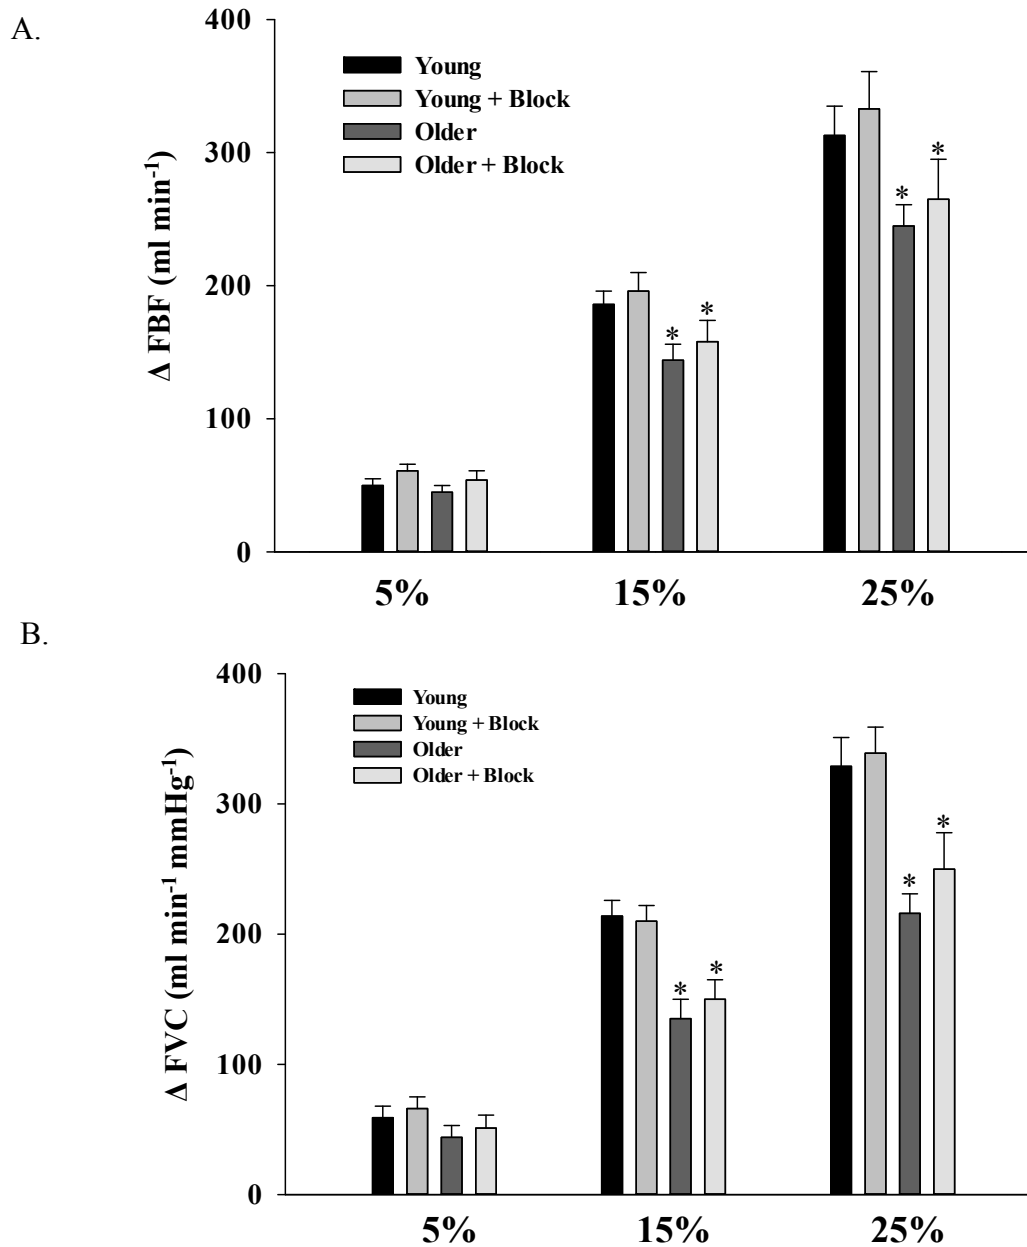 A.
400
300
200
100
0
Δ FBF (ml min⁻¹)
Young
Young + Block
Older
Older + Block
*
*
*
*
5% 15% 25%
B.
400
300
200
100
0
Δ FVC (ml min⁻¹ mmHg⁻¹)
Young
Young + Block
Older
Older + Block
*
*
*
*
5% 15% 25%